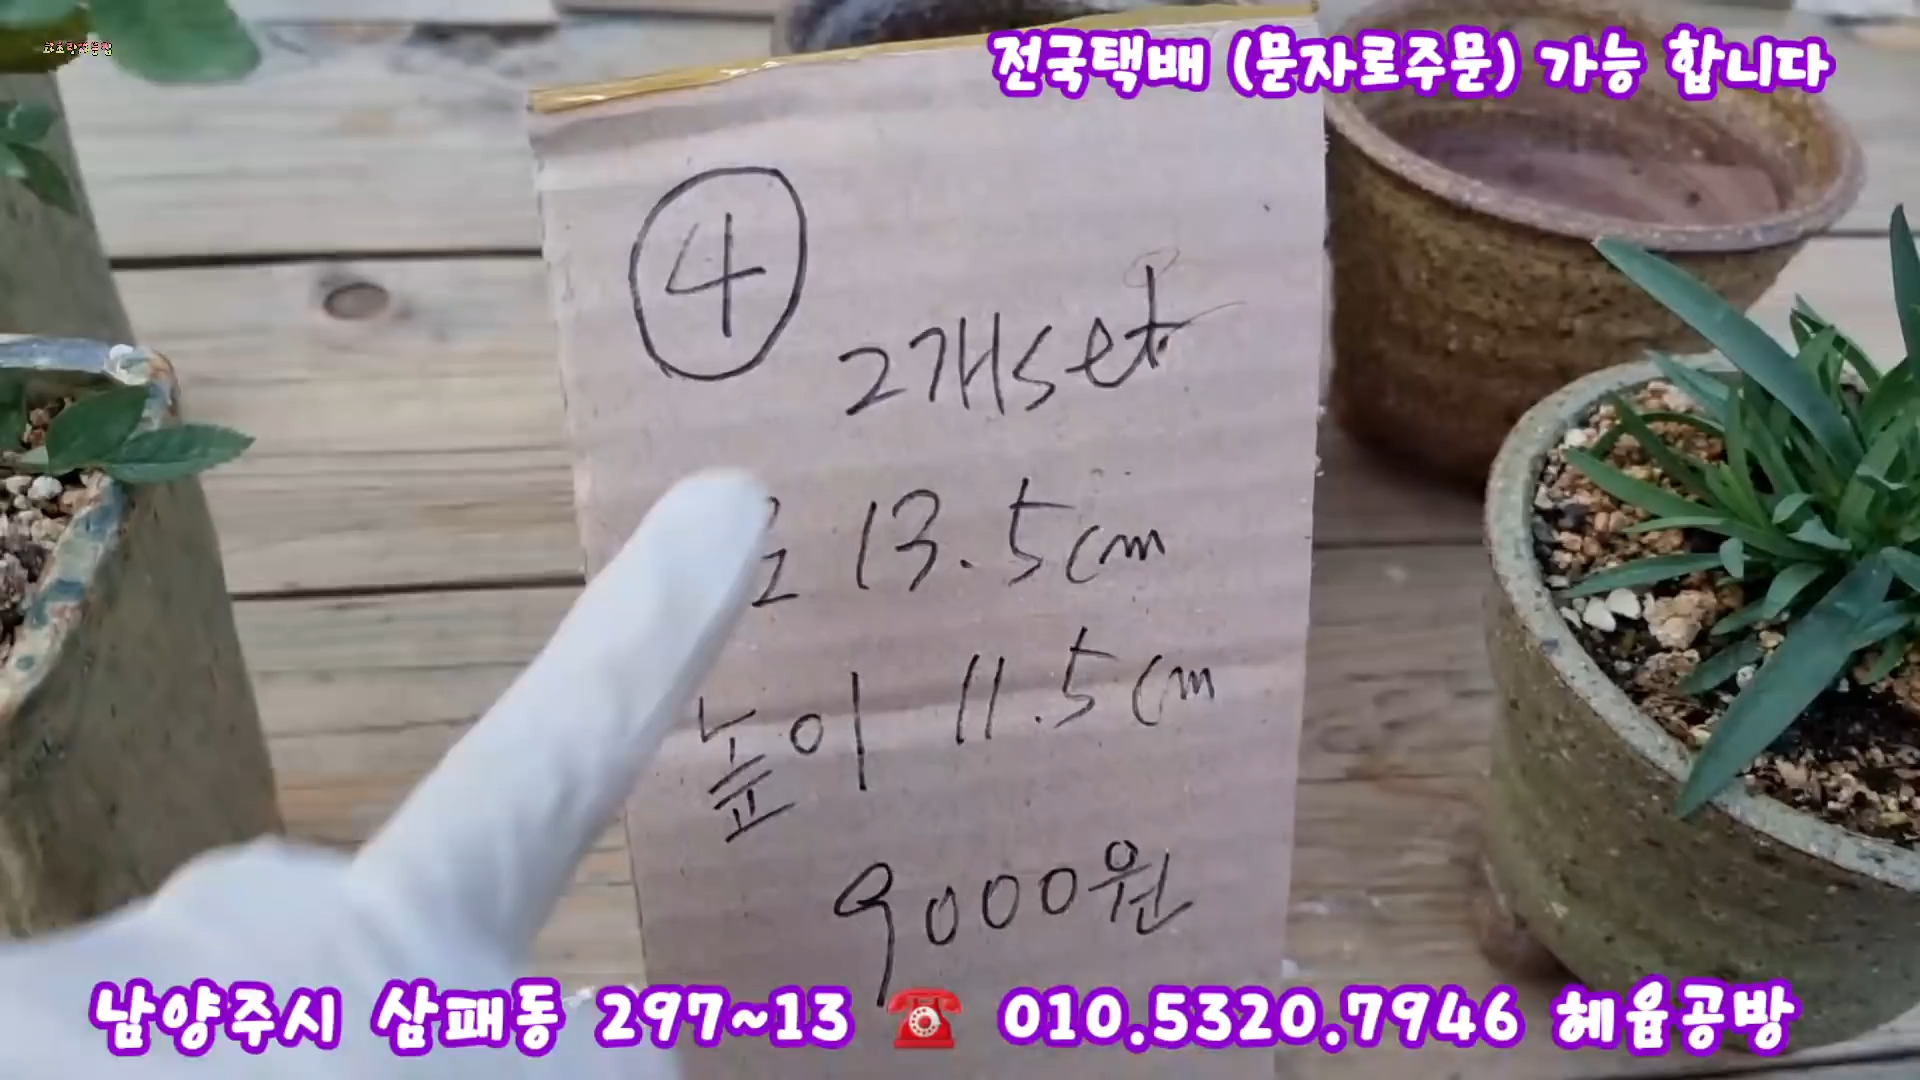 전국택배 (문자로주문) 가능 합니다
④
2개set
13.5cm
높이 11.5cm
9000원
남양주시 삼패동 297~13 ☎ 010.5320.7946 혜윰공방